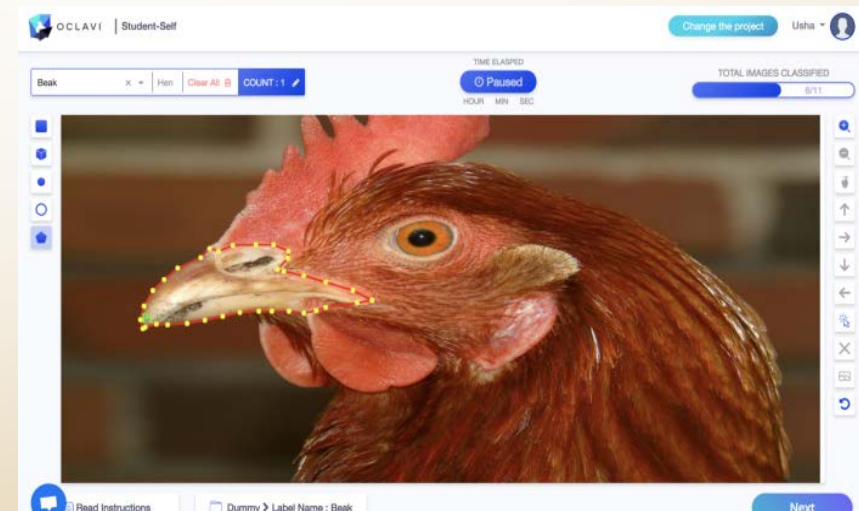 OCLAVI | Student-Self
Change the project
Usha
Beak × Hen Clear All COUNT : 1
TIME ELASPED
Paused
HOUR MIN SEC
TOTAL IMAGES CLASSIFIED
6/11
Read Instructions
Dummy > Label Name : Beak
Next